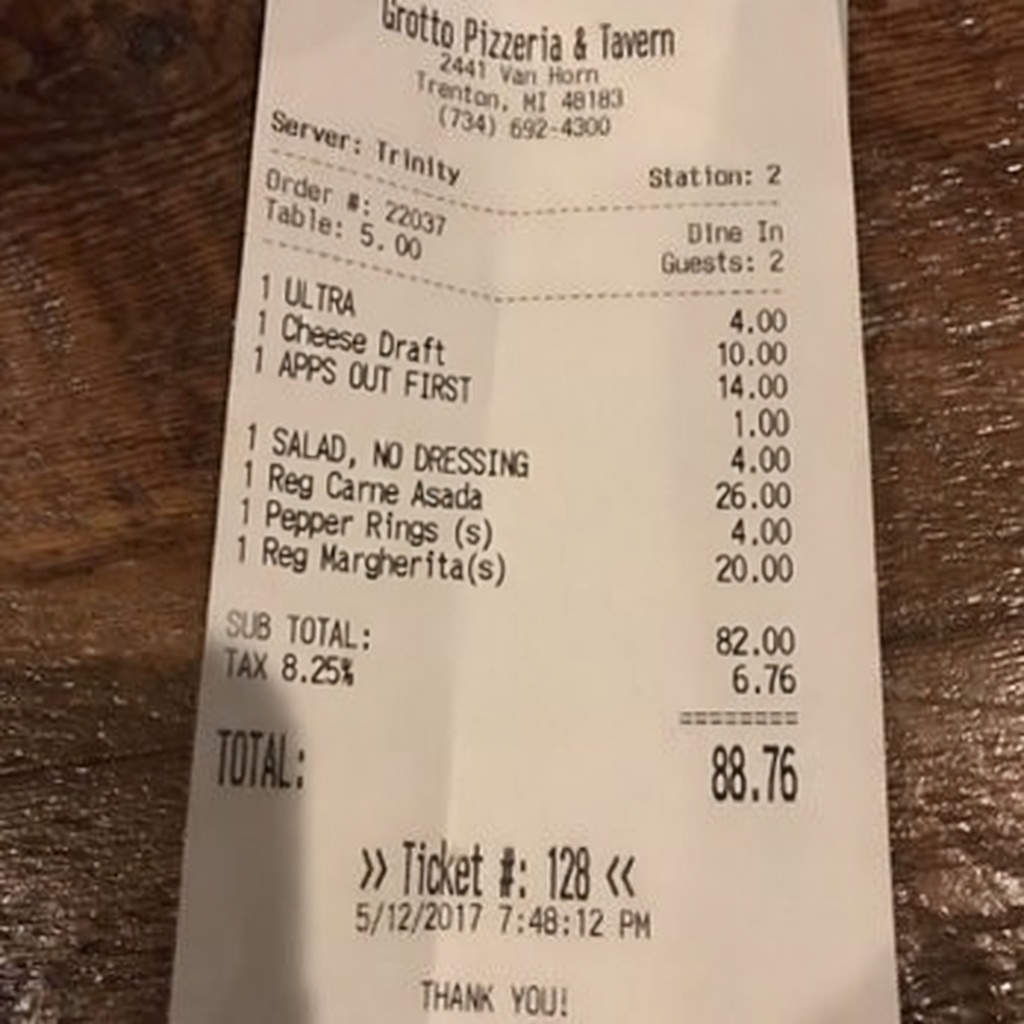 Grotto Pizzeria & Tavern
2441 Van Horn
Trenton, MI 48183
(734) 692-4300
Server: Trinity Station: 2
Order #: 22037 Dine In
Table: 5.00 Guests: 2
1 ULTRA 4.00
1 Cheese Draft 10.00
1 APPS OUT FIRST 14.00
1.00
1 SALAD, NO DRESSING 4.00
1 Reg Carne Asada 26.00
1 Pepper Rings (s) 4.00
1 Reg Margherita(s) 20.00
SUB TOTAL: 82.00
TAX 8.25% 6.76
========
TOTAL: 88.76
>> Ticket #: 128 <<
5/12/2017 7:48:12 PM
THANK YOU!